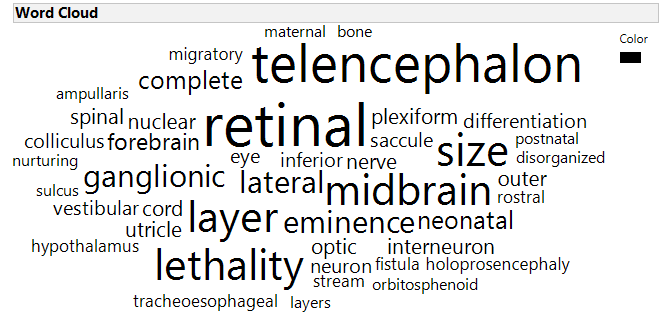 Word Cloud
maternal bone
Color
migratory
telencephalon
complete
ampullaris
spinal nuclear
retinal
plexiform
differentiation
colliculus
forebrain
saccule
size
postnatal
nurturing
eye
inferior
nerve
disorganized
sulcus
ganglionic
lateral
midbrain
outer
rostral
vestibular cord
layer
eminence
neonatal
utricle
hypothalamus
optic
interneuron
lethality
neuron
fistula
holoprosencephaly
stream
orbitosphenoid
tracheoesophageal
layers